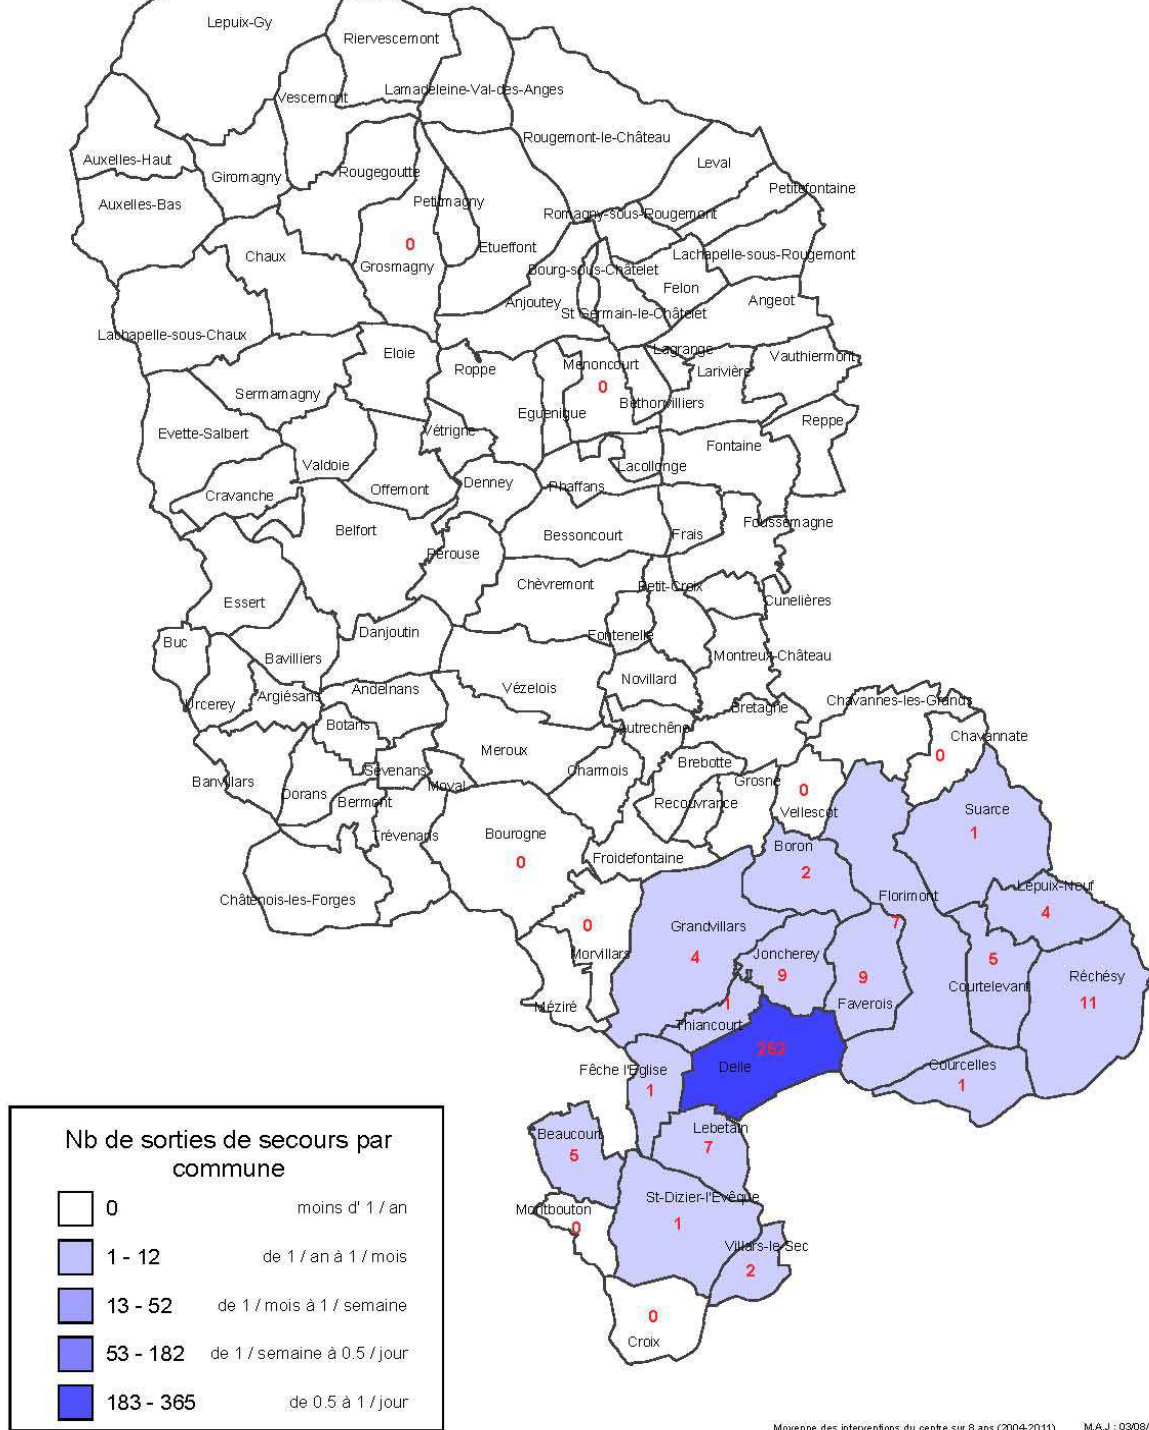 Lepuix-Gy
Riervescemont
Lamadeleine-Val-des-Anges
Vescemont
Rougemont-le-Château
Auxelles-Haut
Giromagny
Rougegoutte
Leval
Petitefontaine
Auxelles-Bas
Petitmagny
Romagny-sous-Rougemont
0
Grosmagny
Etueffont
Chaux
Lachapelle-sous-Rougemont
Bourg-sous-Châtelet
Felon
Anjoutey
Angeot
St Germain-le-Châtelet
Lachapelle-sous-Chaux
Eloie
Lagrange
Vauthiermont
Roppe
Menoncourt
0
Larivière
Sermamagny
Eguenigue
Bethonvilliers
Reppe
Evette-Salbert
Vétrigne
Fontaine
Valdoie
Lacollonge
Cravanche
Offemont
Denney
Phaffans
Belfort
Bessoncourt
Frais
Foussemagne
Pérouse
Chèvremont
Petit-Croix
Cunelières
Essert
Danjoutin
Fontenelle
Buc
Bavilliers
Montreux-Château
Urcerey
Argiésans
Andelnans
Vézelois
Novillard
Botans
Autrechêne
Bretagne
Chavannes-les-Grands
Chavannate
0
Banvillars
Sévenans
Meroux
Charmois
Brebotte
Dorans
Bermont
Moval
Grosne
0
Vellescot
Recouvrance
Suarce
1
Trévenans
Bourogne
0
Froidefontaine
Boron
2
Châtenois-les-Forges
Florimont
7
Lepuix-Neuf
4
Grandvillars
4
0
Morvillars
Joncherey
9
9
Faverois
5
Courtelevant
Réchésy
11
Méziré
1
Thiancourt
252
Delle
Fêche l'Eglise
1
Courcelles
1
Beaucourt
5
Lebetain
7
Montbouton
0
St-Dizier-l'Evêque
1
Villars-le-Sec
2
0
Croix
Nb de sorties de secours par
commune
0 moins d' 1 / an
1 - 12 de 1 / an à 1 / mois
13 - 52 de 1 / mois à 1 / semaine
53 - 182 de 1 / semaine à 0.5 / jour
183 - 365 de 0.5 à 1 / jour
Moyenne des interventions du centre sur 8 ans (2004-2011) M.A.J : 03/08/